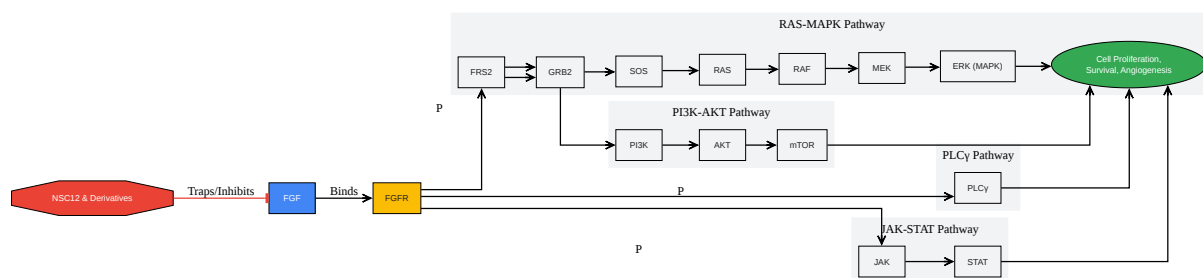 RAS-MAPK Pathway
FRS2
GRB2
SOS
RAS
RAF
MEK
ERK (MAPK)
Cell Proliferation,
Survival, Angiogenesis
P
PI3K-AKT Pathway
PI3K
AKT
mTOR
PLCγ Pathway
PLCγ
NSC12 & Derivatives
Traps/Inhibits
FGF
Binds
FGFR
P
JAK-STAT Pathway
P
JAK
STAT